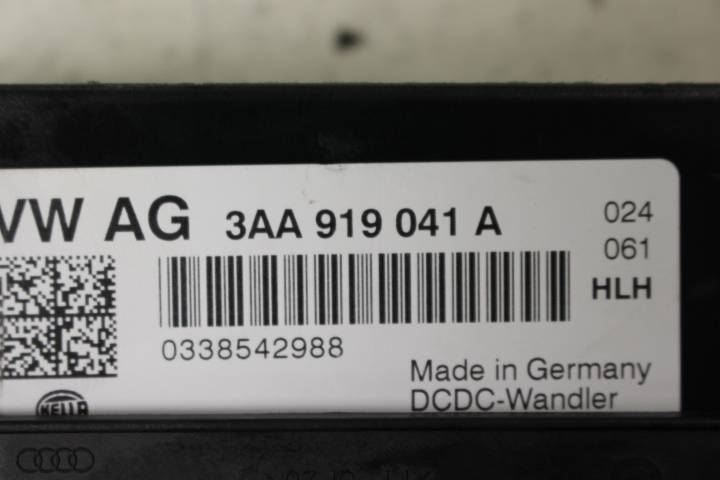 VW AG 3AA 919 041 A
024
061
HLH
0338542988
Made in Germany
DCDC-Wandler
HELLA